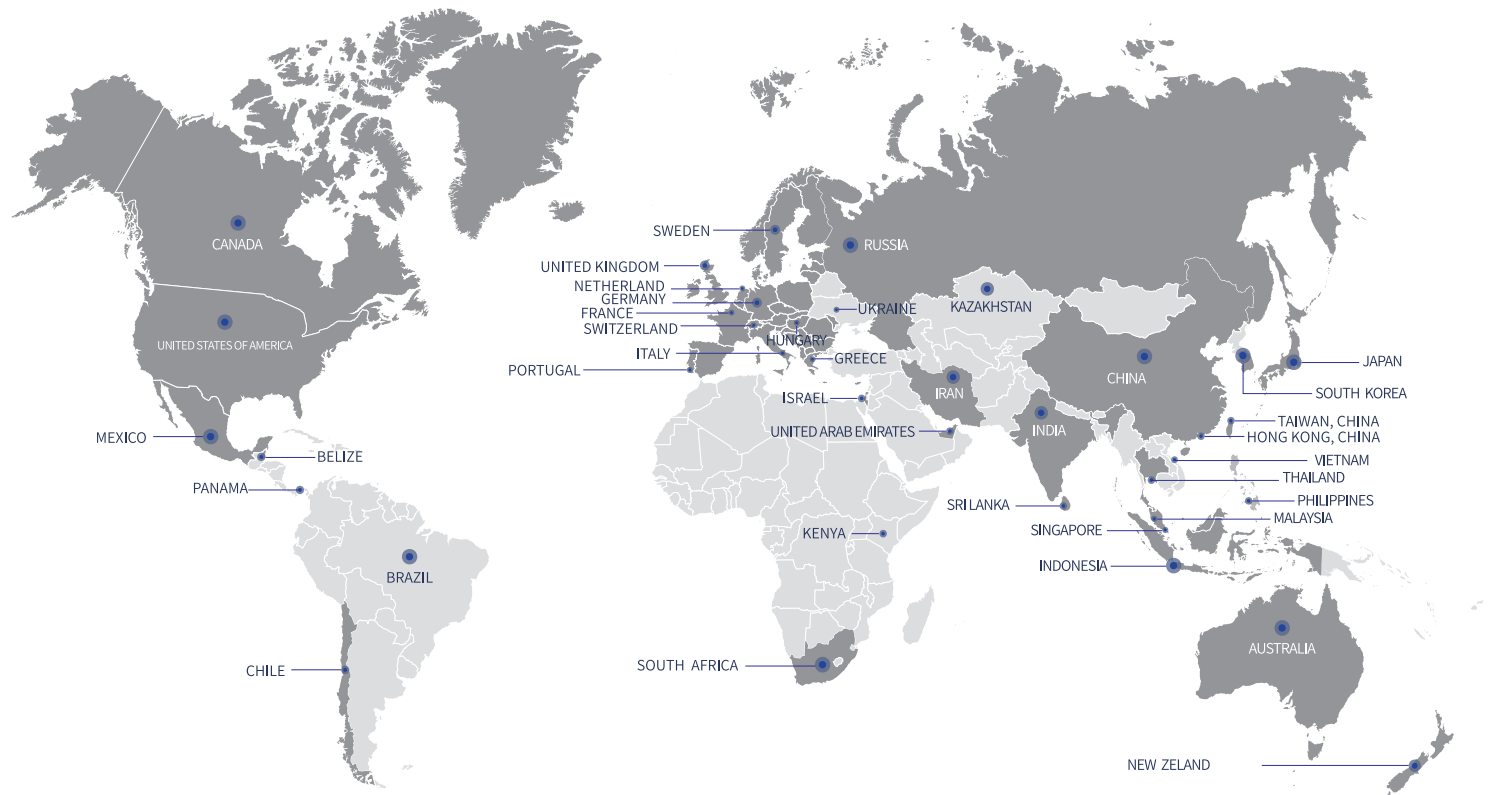 SWEDEN
RUSSIA
CANADA
UNITED KINGDOM
NETHERLAND
GERMANY
FRANCE
SWITZERLAND
UKRAINE
KAZAKHSTAN
HUNGARY
UNITED STATES OF AMERICA
ITALY
GREECE
PORTUGAL
JAPAN
CHINA
IRAN
SOUTH KOREA
ISRAEL
TAIWAN, CHINA
UNITED ARAB EMIRATES
INDIA
HONG KONG, CHINA
MEXICO
BELIZE
VIETNAM
THAILAND
PANAMA
PHILIPPINES
SRI LANKA
MALAYSIA
SINGAPORE
KENYA
INDONESIA
BRAZIL
AUSTRALIA
SOUTH AFRICA
CHILE
NEW ZELAND